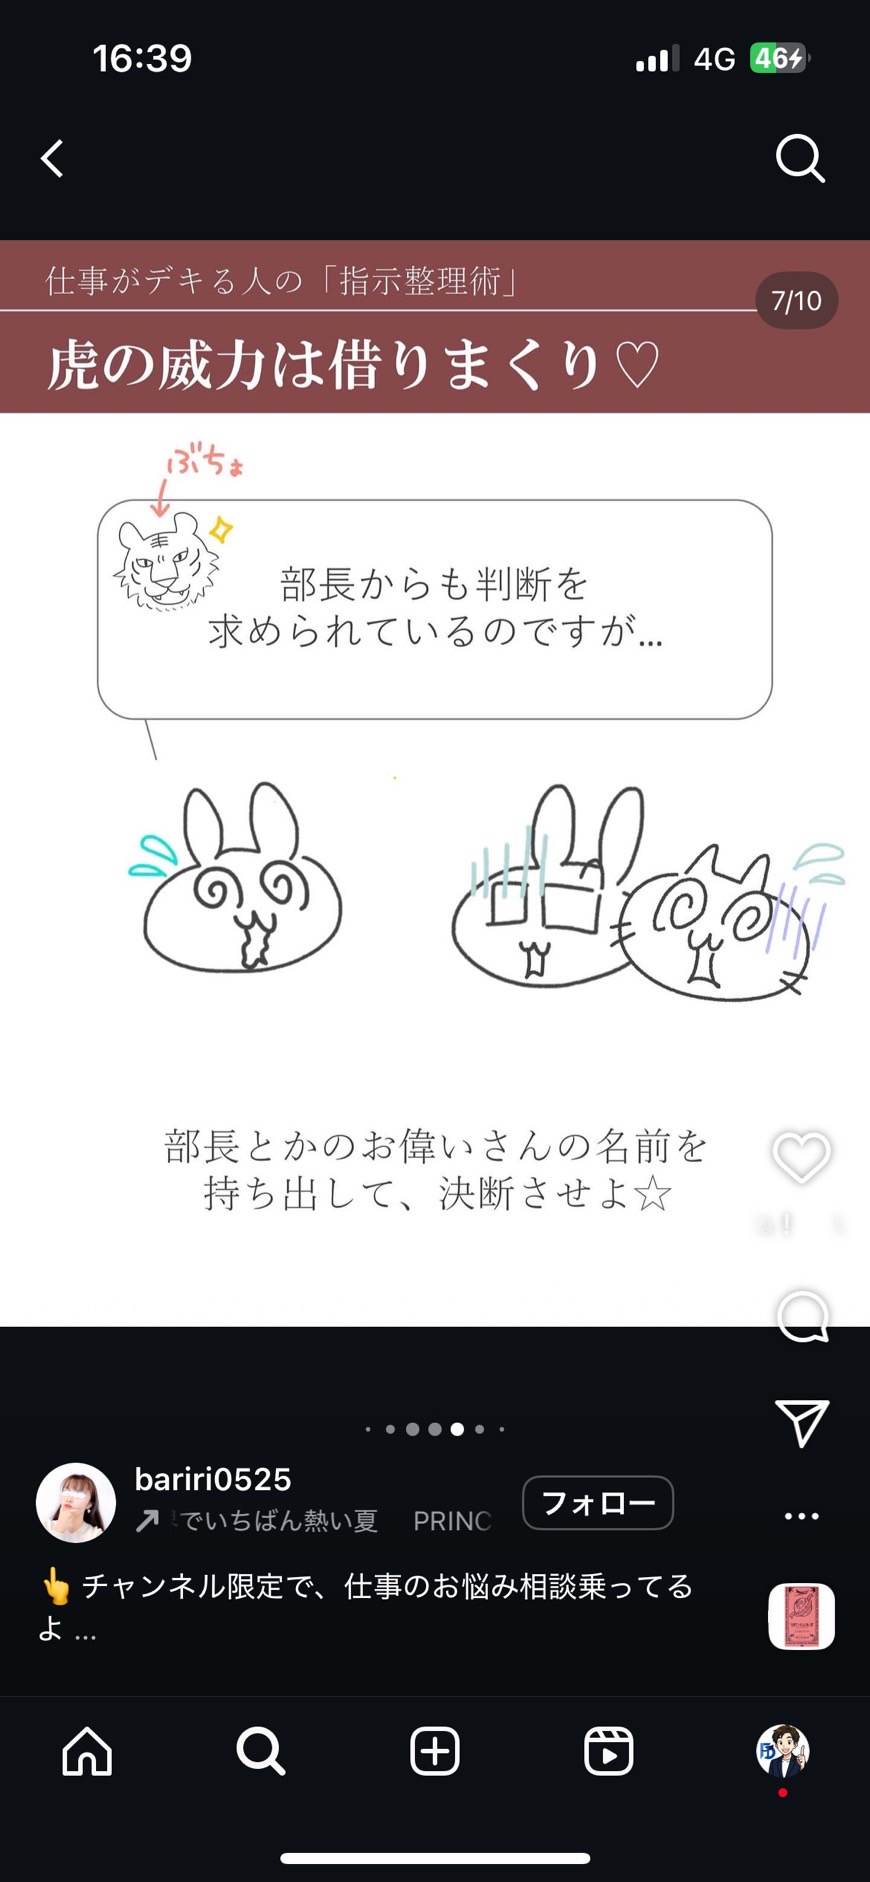 16:39
4G
46
仕事がデキる人の「指示整理術」
7/10
虎の威力は借りまくり♡
ぶちょ
部長からも判断を
求められているのですが...
部長とかのお偉いさんの名前を
持ち出して、決断させよ☆
bariri0525
でいちばん熱い夏 PRINC
フォロー
👆 チャンネル限定で、仕事のお悩み相談乗ってる
よ ...